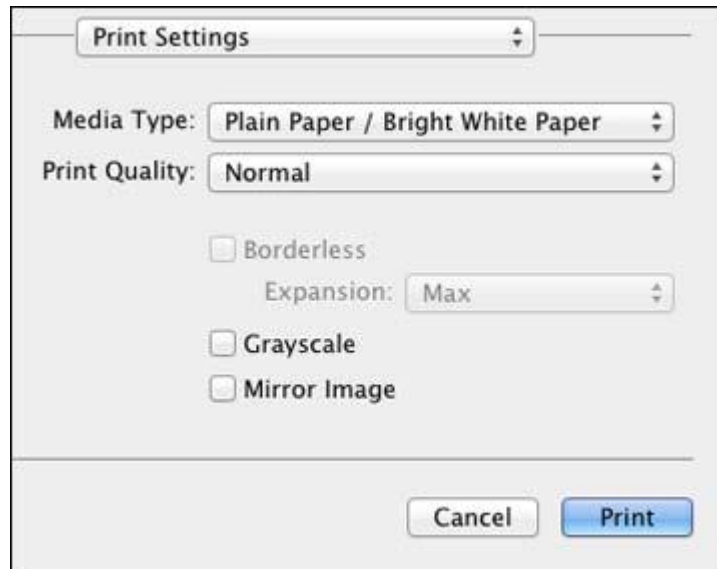 Print Settings
Media Type: Plain Paper / Bright White Paper
Print Quality: Normal
Borderless
Expansion: Max
Grayscale
Mirror Image
Cancel Print